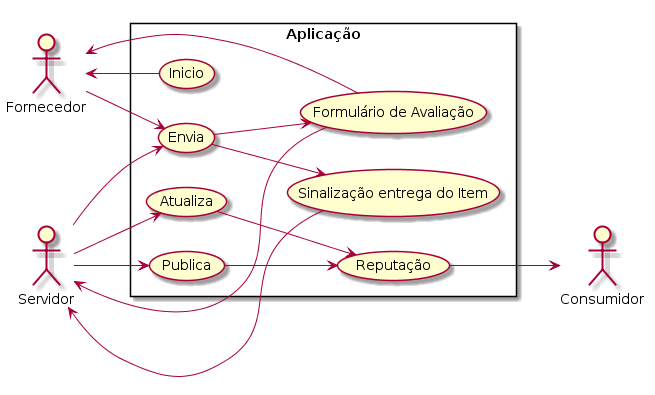 Aplicação
Fornecedor
Inicio
Formulário de Avaliação
Envia
Sinalização entrega do Item
Atualiza
Servidor
Publica
Reputação
Consumidor